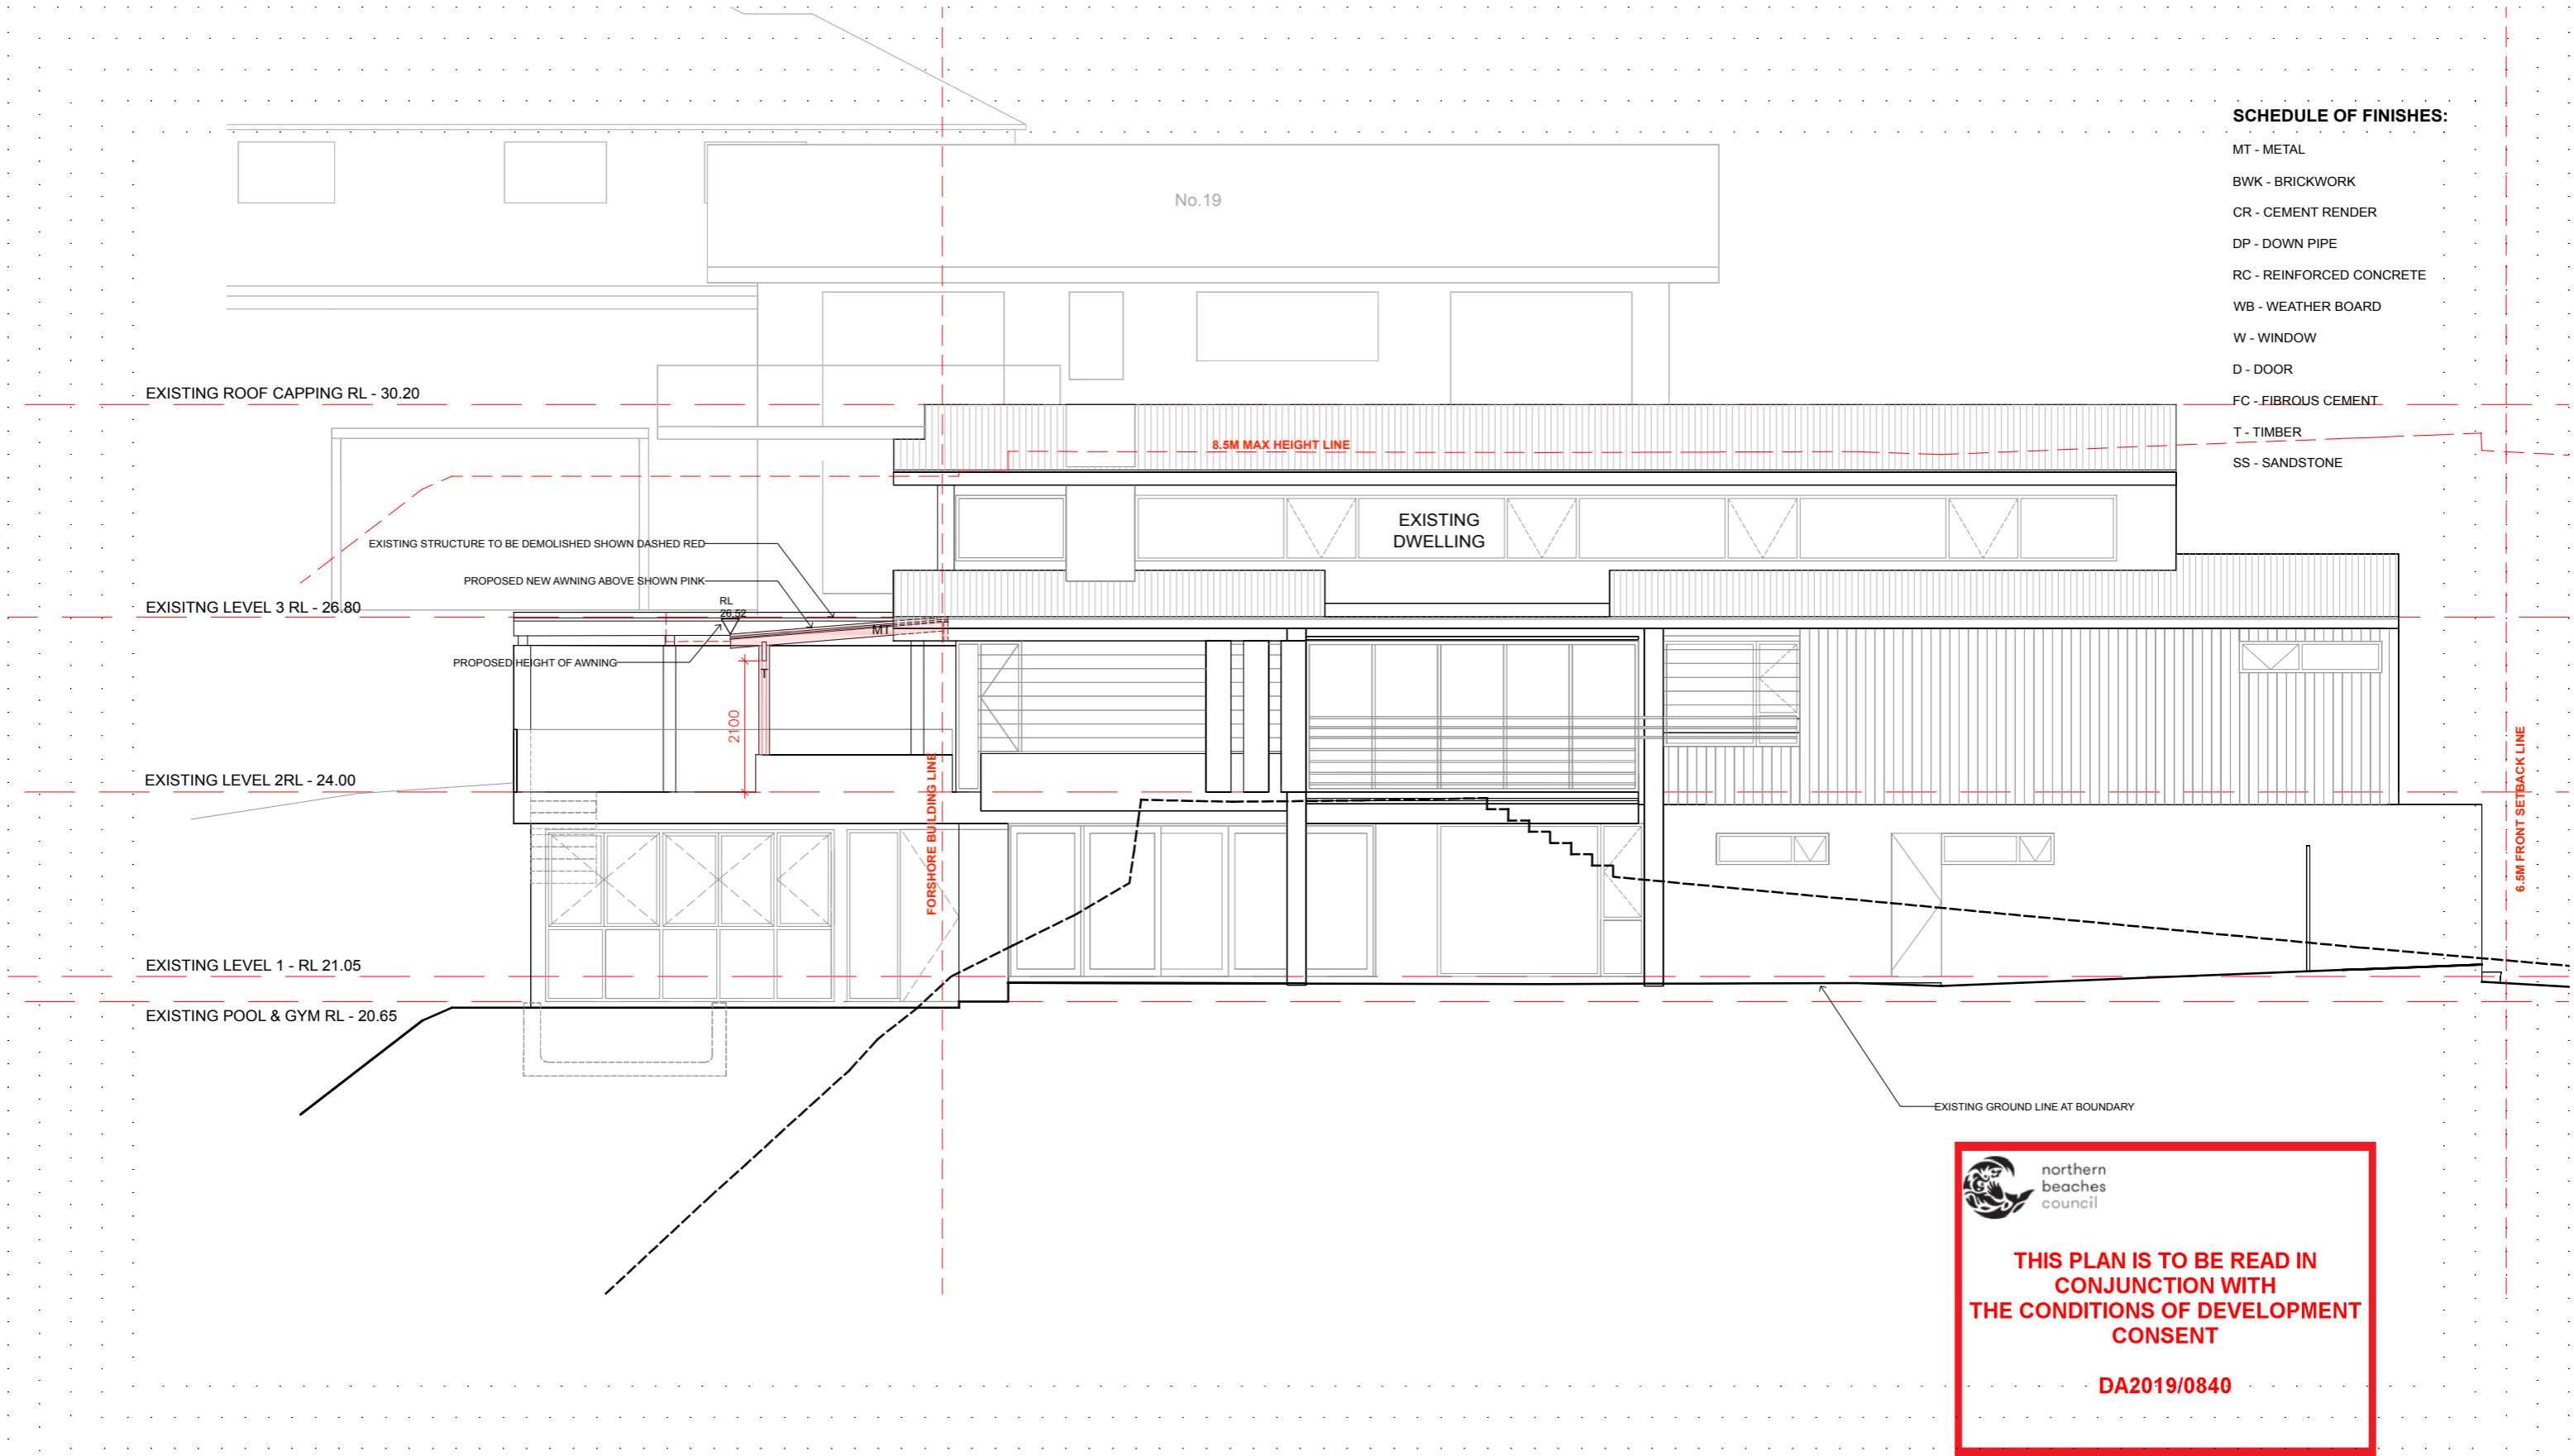 SCHEDULE OF FINISHES:
MT - METAL
BWK - BRICKWORK
CR - CEMENT RENDER
DP - DOWN PIPE
RC - REINFORCED CONCRETE
WB - WEATHER BOARD
W - WINDOW
D - DOOR
FC - FIBROUS CEMENT
T - TIMBER
SS - SANDSTONE
No.19
EXISTING ROOF CAPPING RL - 30.20
8.5M MAX HEIGHT LINE
EXISTING
DWELLING
EXISTING STRUCTURE TO BE DEMOLISHED SHOWN DASHED RED
PROPOSED NEW AWNING ABOVE SHOWN PINK
EXISITNG LEVEL 3 RL - 26.80
RL
26.52
MT
PROPOSED HEIGHT OF AWNING
T
2100
EXISTING LEVEL 2RL - 24.00
FORSHORE BUILDING LINE
6.5M FRONT SETBACK LINE
EXISTING LEVEL 1 - RL 21.05
EXISTING POOL & GYM RL - 20.65
EXISTING GROUND LINE AT BOUNDARY
northern
beaches
council
THIS PLAN IS TO BE READ IN
CONJUNCTION WITH
THE CONDITIONS OF DEVELOPMENT
CONSENT
DA2019/0840